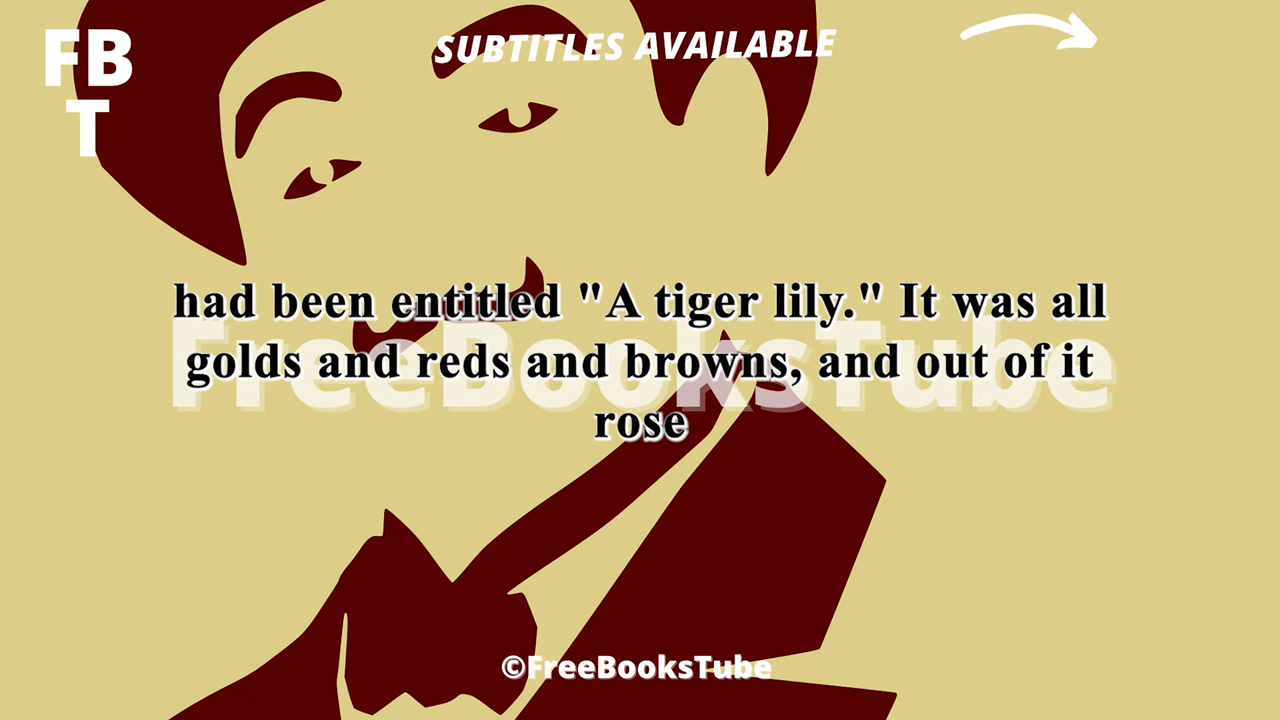 FB
T
SUBTITLES AVAILABLE
had been entitled "A tiger lily." It was all
golds and reds and browns, and out of it
rose
FreeBooksTube
©FreeBooksTube